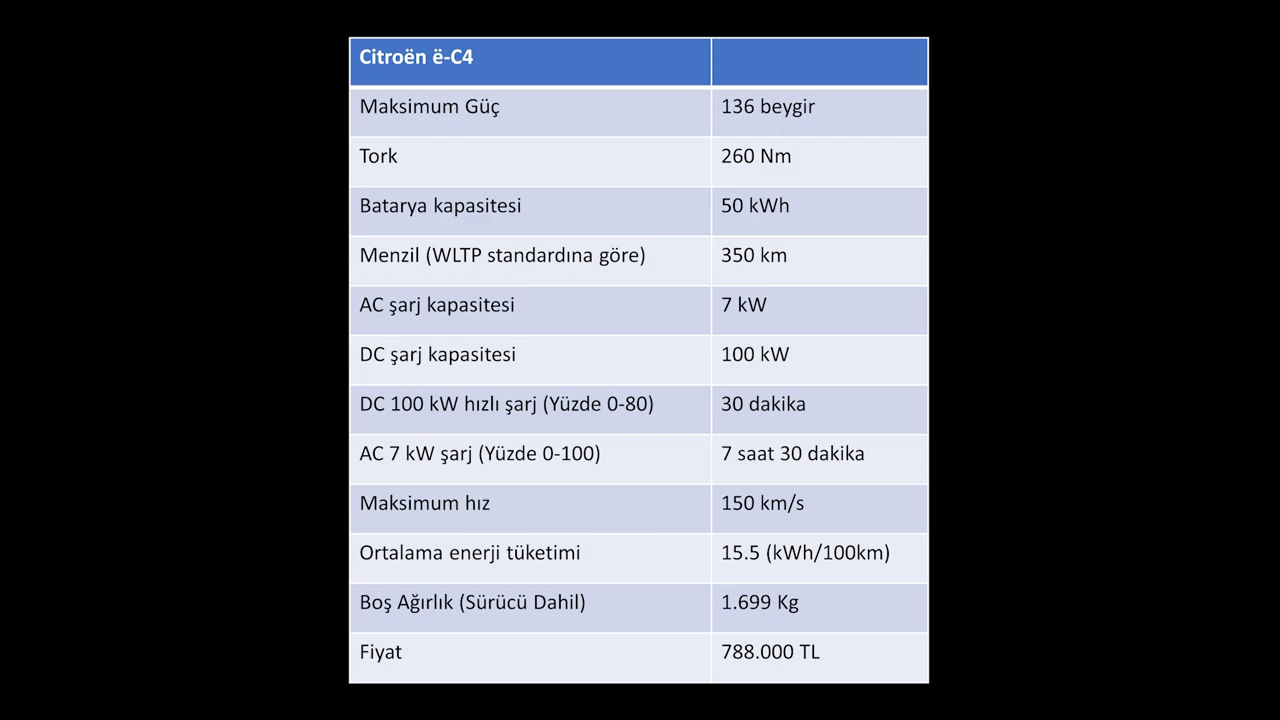 Citroën ë-C4
Maksimum Güç 136 beygir
Tork 260 Nm
Batarya kapasitesi 50 kWh
Menzil (WLTP standardına göre) 350 km
AC şarj kapasitesi 7 kW
DC şarj kapasitesi 100 kW
DC 100 kW hızlı şarj (Yüzde 0-80) 30 dakika
AC 7 kW şarj (Yüzde 0-100) 7 saat 30 dakika
Maksimum hız 150 km/s
Ortalama enerji tüketimi 15.5 (kWh/100km)
Boş Ağırlık (Sürücü Dahil) 1.699 Kg
Fiyat 788.000 TL